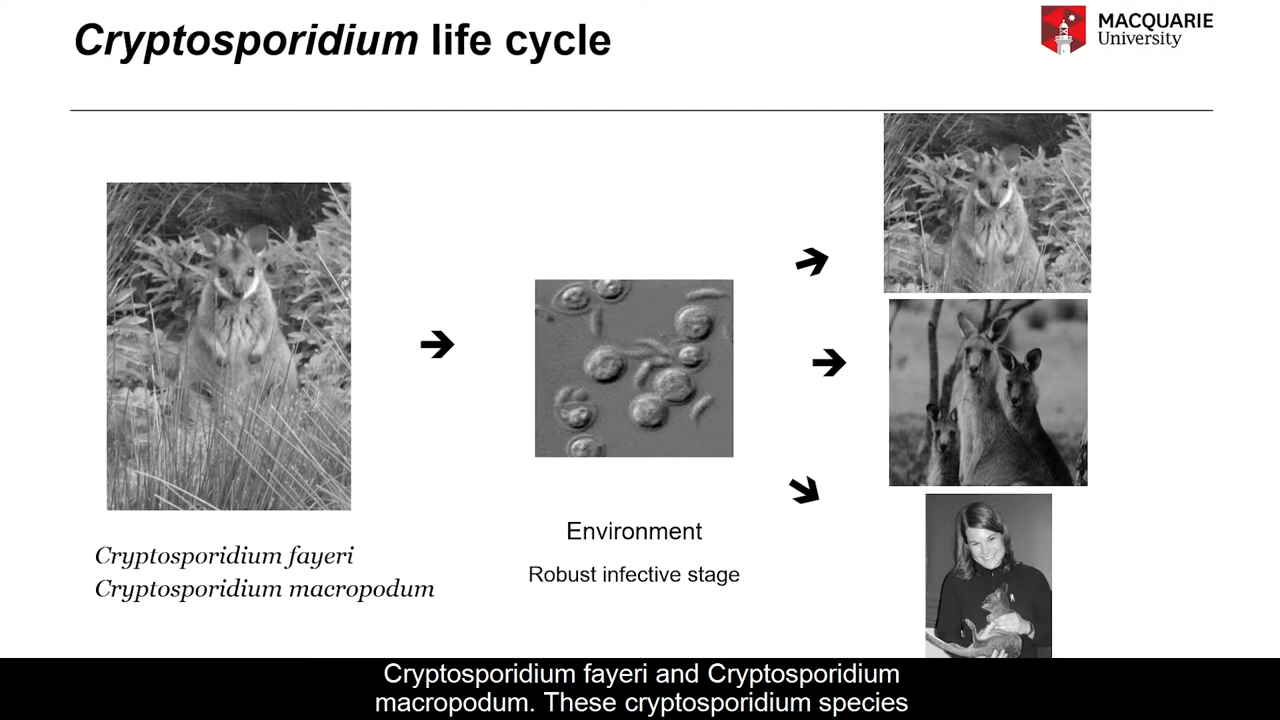 Cryptosporidium life cycle
MACQUARIE
University
Cryptosporidium fayeri
Cryptosporidium macropodum
Environment
Robust infective stage
Cryptosporidium fayeri and Cryptosporidium
macropodum. These cryptosporidium species